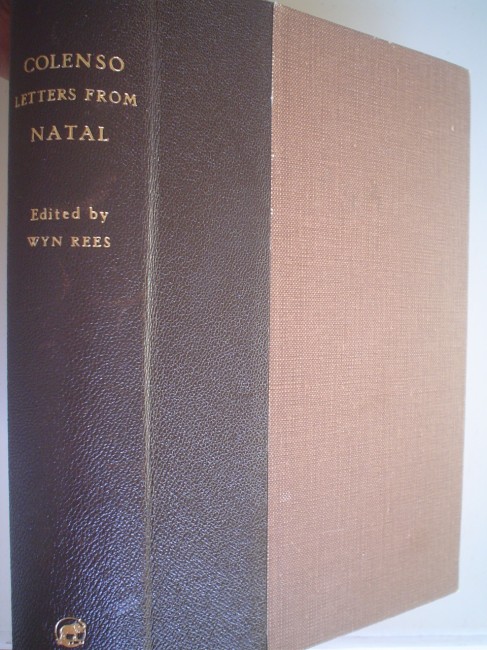 COLENSO
LETTERS FROM
NATAL
Edited by
WYN REES